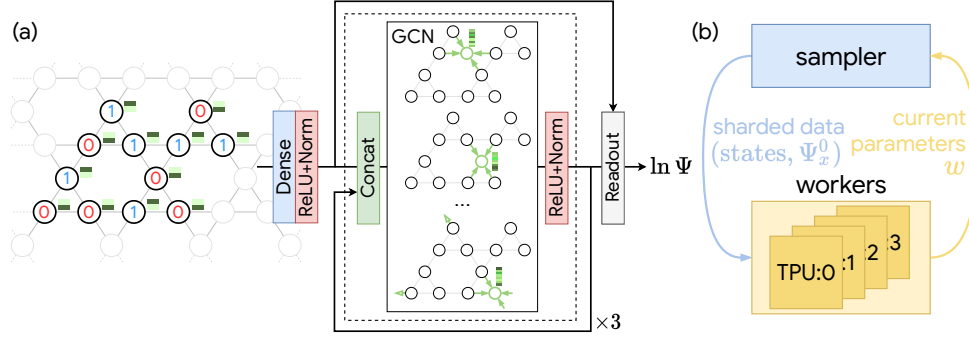 (a)
GCN
(b)
sampler
1
0
0
1
1
1
1
0
0
0
1
0
Dense
ReLU+Norm
Concat
...
ReLU+Norm
Readout
ln Ψ
×3
sharded data
(states, Ψ⁰ₓ)
current
parameters
w
workers
TPU:0
:1
:2
:3